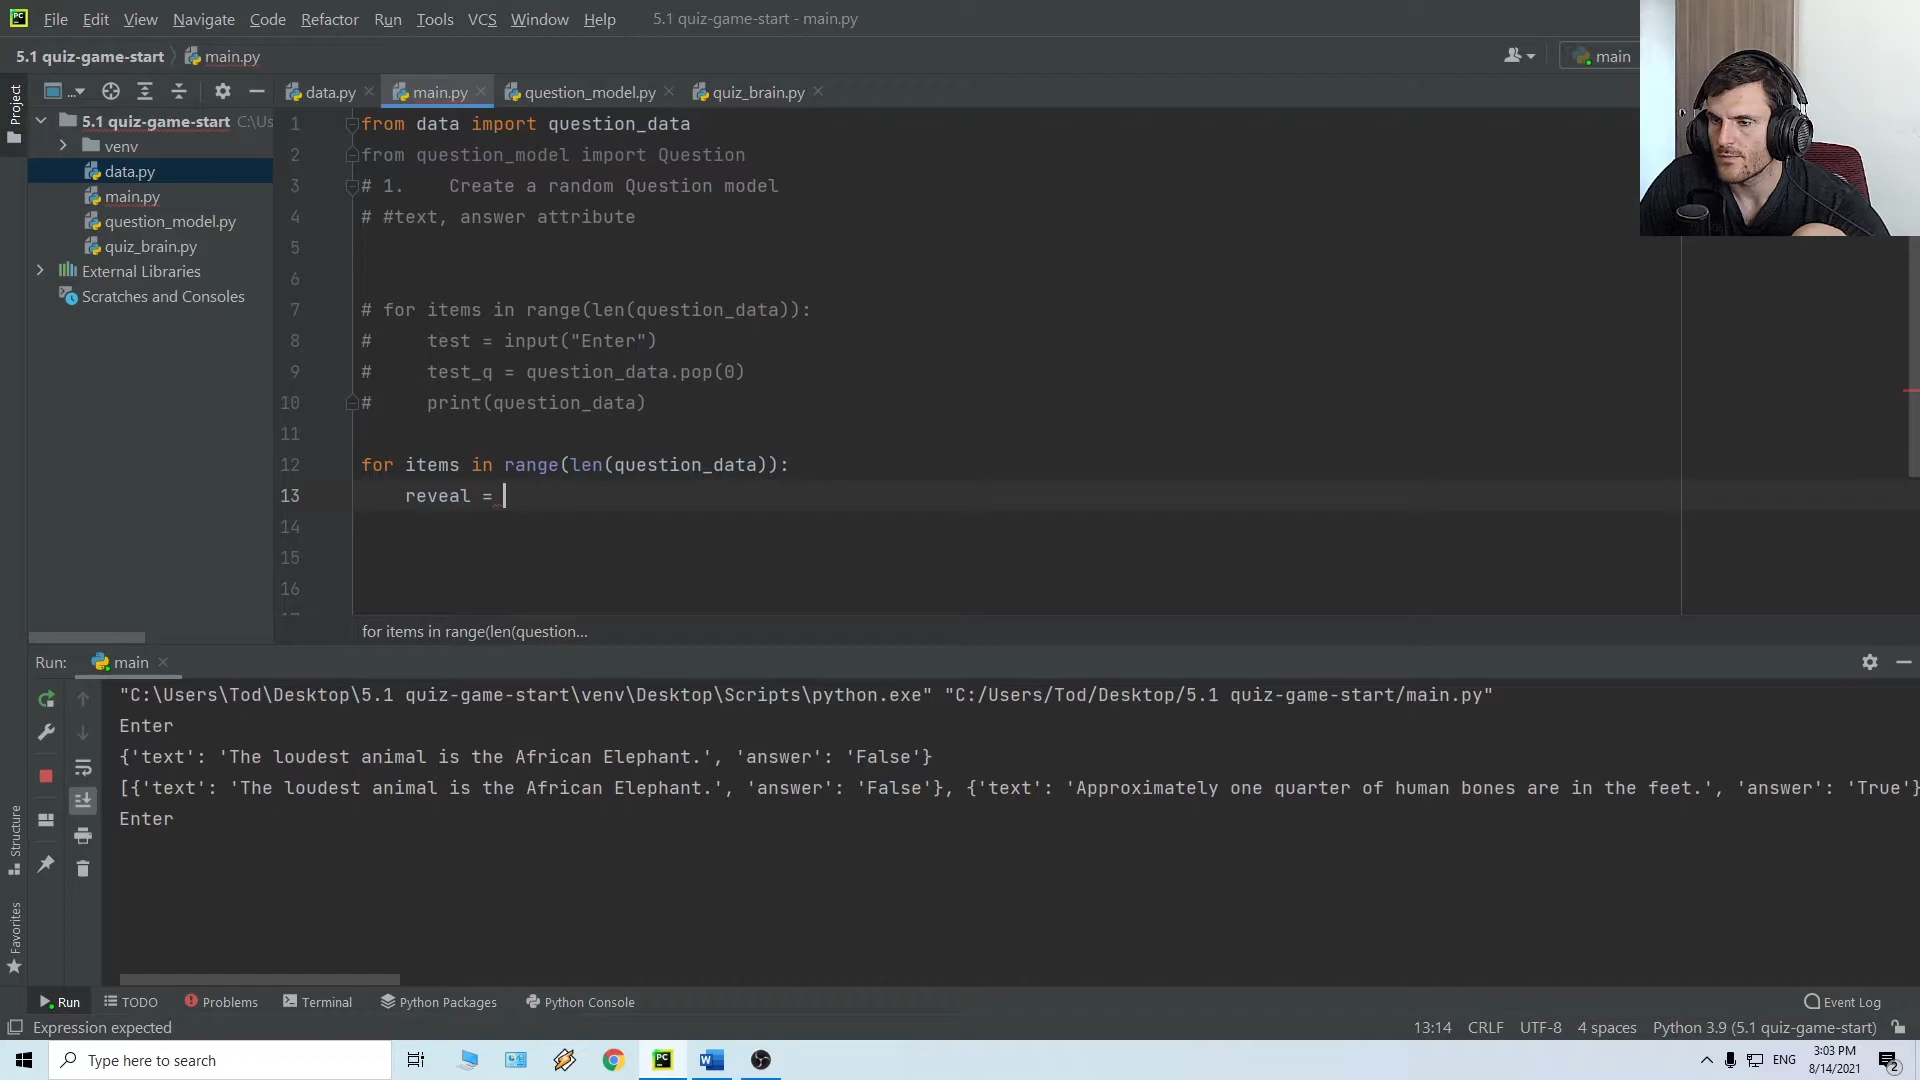 File Edit View Navigate Code Refactor Run Tools VCS Window Help 5.1 quiz-game-start - main.py
5.1 quiz-game-start main.py main
Project
... data.py main.py question_model.py quiz_brain.py
5.1 quiz-game-start C:\Us
venv
data.py
main.py
question_model.py
quiz_brain.py
External Libraries
Scratches and Consoles
1 from data import question_data
2 from question_model import Question
3 # 1. Create a random Question model
4 # #text, answer attribute
5
6
7 # for items in range(len(question_data)):
8 # test = input("Enter")
9 # test_q = question_data.pop(0)
10 # print(question_data)
11
12 for items in range(len(question_data)):
13 reveal =
14
15
16
for items in range(len(question...
Run: main
"C:\Users\Tod\Desktop\5.1 quiz-game-start\venv\Desktop\Scripts\python.exe" "C:/Users/Tod/Desktop/5.1 quiz-game-start/main.py"
Enter
{'text': 'The loudest animal is the African Elephant.', 'answer': 'False'}
[{'text': 'The loudest animal is the African Elephant.', 'answer': 'False'}, {'text': 'Approximately one quarter of human bones are in the feet.', 'answer': 'True'}
Enter
Structure
Favorites
Run TODO Problems Terminal Python Packages Python Console Event Log
Expression expected 13:14 CRLF UTF-8 4 spaces Python 3.9 (5.1 quiz-game-start)
Type here to search PC W ENG 3:03 PM
8/14/2021 2